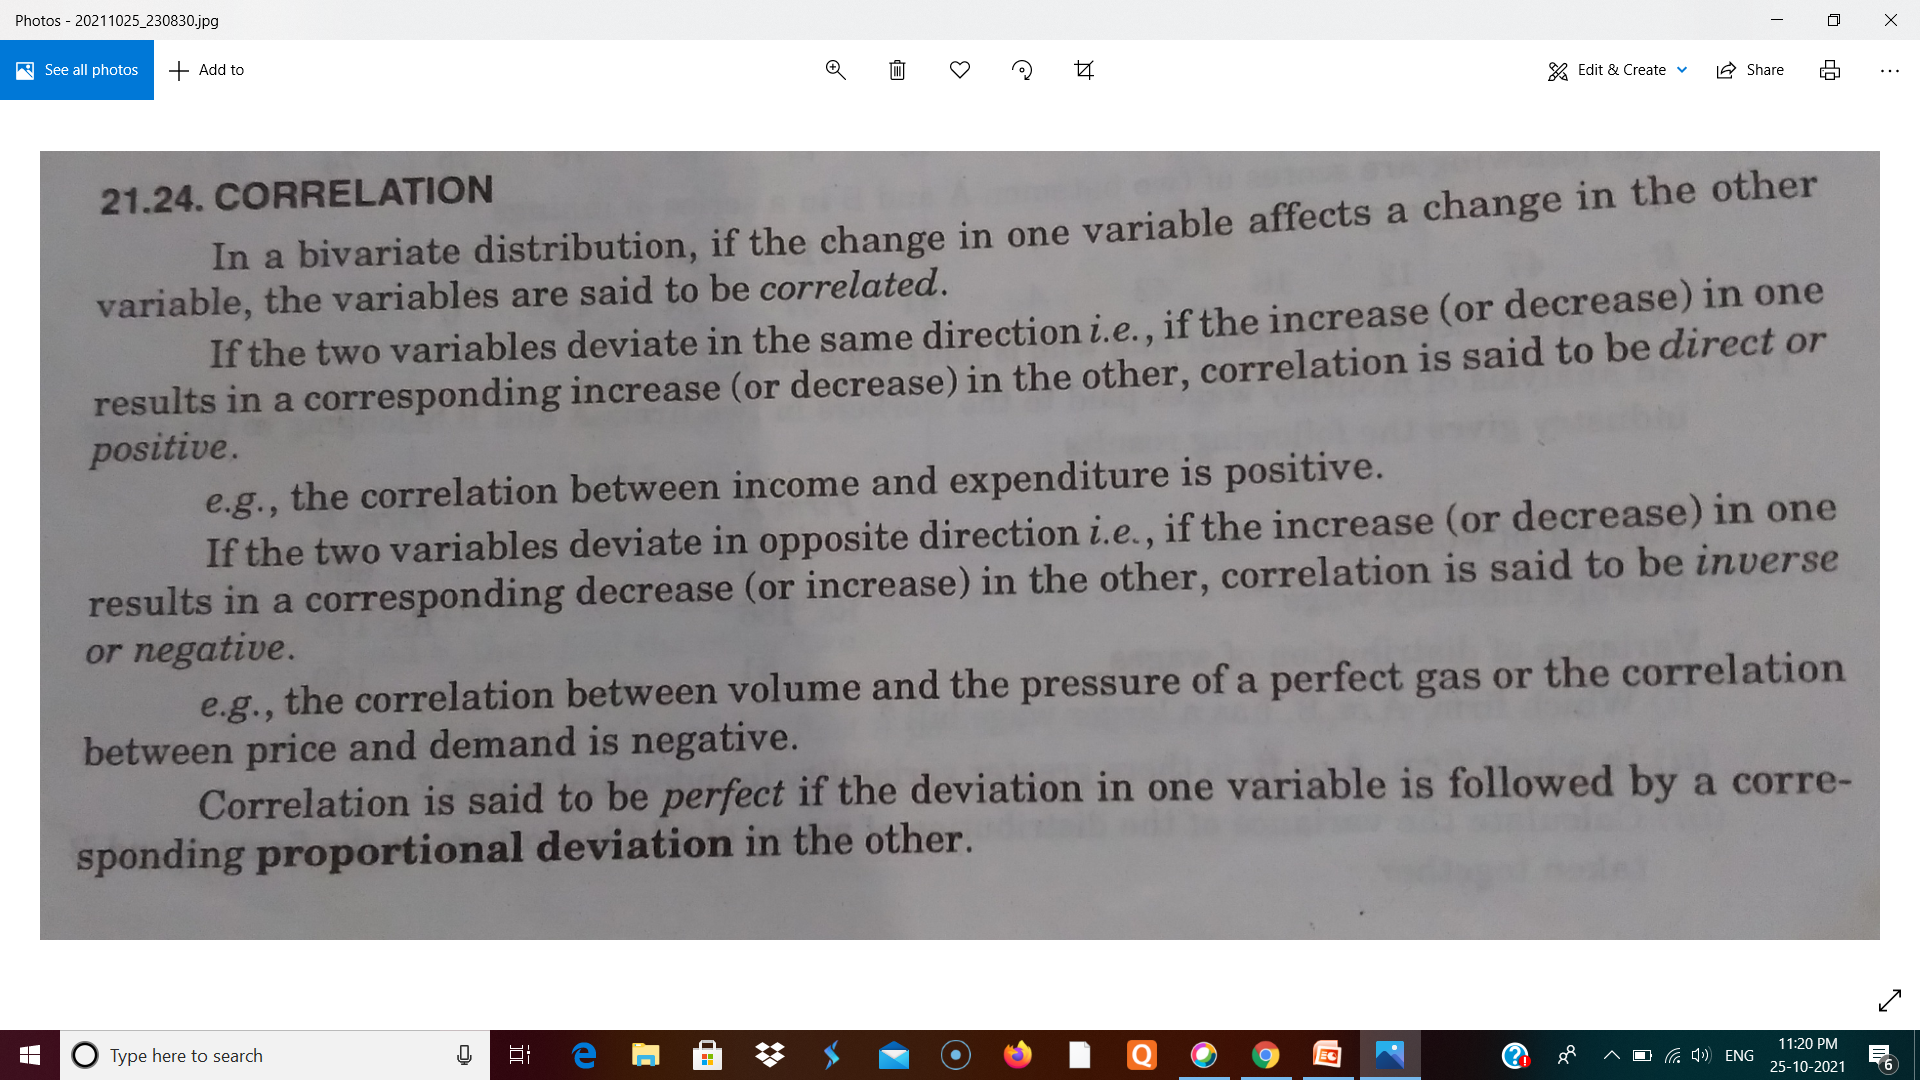 Photos - 20211025_230830.jpg
See all photos
Add to
Edit & Create
Share
21.24. CORRELATION
In a bivariate distribution, if the change in one variable affects a change in the other
variable, the variables are said to be correlated.
If the two variables deviate in the same direction i.e., if the increase (or decrease) in one
results in a corresponding increase (or decrease) in the other, correlation is said to be direct or
positive.
e.g., the correlation between income and expenditure is positive.
If the two variables deviate in opposite direction i.e., if the increase (or decrease) in one
results in a corresponding decrease (or increase) in the other, correlation is said to be inverse
or negative.
e.g., the correlation between volume and the pressure of a perfect gas or the correlation
between price and demand is negative.
Correlation is said to be perfect if the deviation in one variable is followed by a corre-
sponding proportional deviation in the other.
Type here to search
ENG
11:20 PM
25-10-2021
6